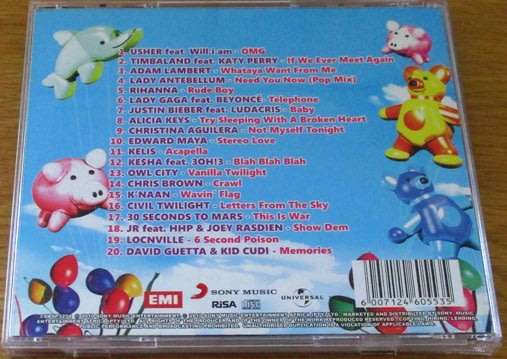 1. USHER feat. Will.i am - OMG
2. TIMBALAND feat. KATY PERRY - If We Ever Meet Again
3. ADAM LAMBERT - Whataya Want From Me
4. LADY ANTEBELLUM - Need You Now (Pop Mix)
5. RIHANNA - Rude Boy
6. LADY GAGA feat. BEYONCÉ - Telephone
7. JUSTIN BIEBER feat. LUDACRIS - Baby
8. ALICIA KEYS - Try Sleeping With A Broken Heart
9. CHRISTINA AGUILERA - Not Myself Tonight
10. EDWARD MAYA - Stereo Love
11. KELIS - Acapella
12. KESHA feat. 3OH!3 - Blah Blah Blah
13. OWL CITY - Vanilla Twilight
14. CHRIS BROWN - Crawl
15. K'NAAN - Wavin' Flag
16. CIVIL TWILIGHT - Letters From The Sky
17. 30 SECONDS TO MARS - This is War
18. JR feat. HHP & JOEY RASDIEN - Show Dem
19. LOCNVILLE - 6 Second Poison
20. DAVID GUETTA & KID CUDI - Memories
EMI
SONY MUSIC
RiSA
UNIVERSAL
6007124605535